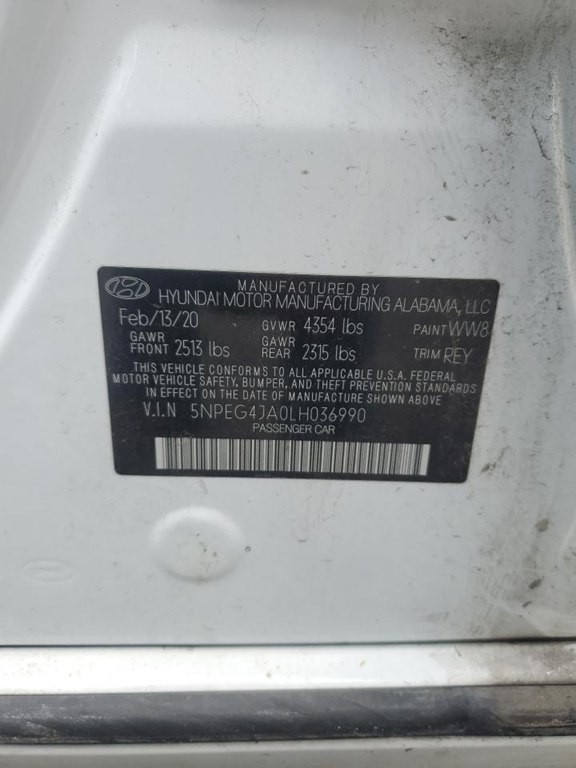 MANUFACTURED BY
HYUNDAI MOTOR MANUFACTURING ALABAMA, LLC
Feb/13/20 GVWR 4354 lbs PAINT WW8
GAWR FRONT 2513 lbs GAWR REAR 2315 lbs TRIM REY
THIS VEHICLE CONFORMS TO ALL APPLICABLE U.S.A. FEDERAL
MOTOR VEHICLE SAFETY, BUMPER, AND THEFT PREVENTION STANDARDS
IN EFFECT ON THE DATE OF MANUFACTURE SHOWN ABOVE.
V.I.N 5NPEG4JA0LH036990
PASSENGER CAR